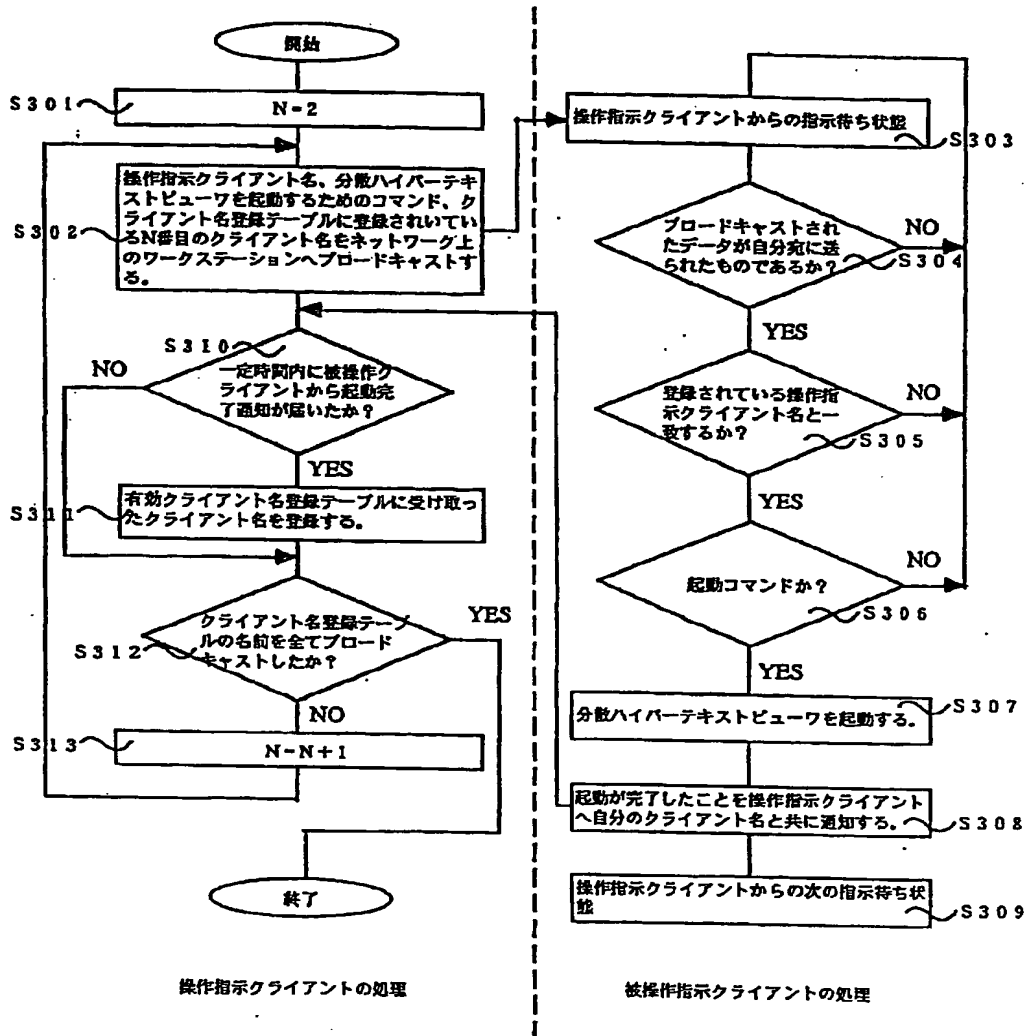 開始
S301
N=2
S302
操作指示クライアント名、分散ハイパーテキ
ストビューワを起動するためのコマンド、ク
ライアント名登録テーブルに登録されいてい
るN番目のクライアント名をネットワーグ上
のワークステーションへブロードキャストす
る。
S310
一定時間内に被操作ク
ライアントから起動完
了通知が届いたか？
NO
YES
S311
有効クライアント名登録テーブルに受け取っ
たクライアント名を登録する。
S312
クライアント名登録テーブ
ルの名前を全てブロード
キャストしたか？
YES
NO
S313
N=N+1
終了
操作指示クライアントの処理
操作指示クライアントからの指示待ち状態
S303
ブロードキャストされ
たデータが自分宛に送
られたものであるか？
S304
NO
YES
登録されている操作指
示クライアント名と一
致するか？
S305
NO
YES
起動コマンドか？
S306
NO
YES
分散ハイパーテキストビューワを起動する。
S307
起動が完了したことを操作指示クライアント
へ自分のクライアント名と共に通知する。
S308
操作指示クライアントからの次の指示待ち状
態
S309
被操作指示クライアントの処理